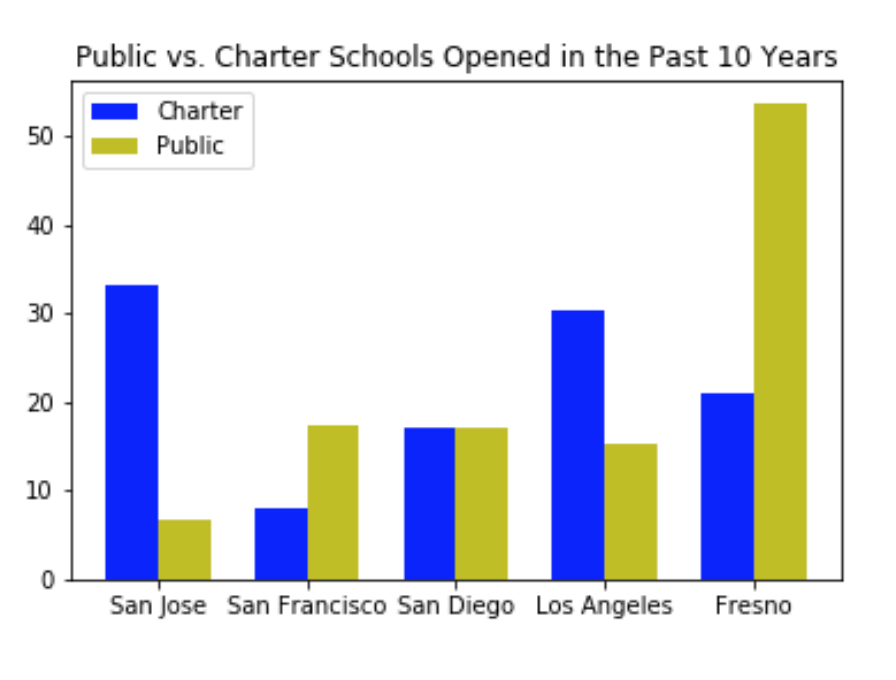 Public vs. Charter Schools Opened in the Past 10 Years
Charter
Public
50
40
30
20
10
0
San Jose San Francisco San Diego Los Angeles Fresno